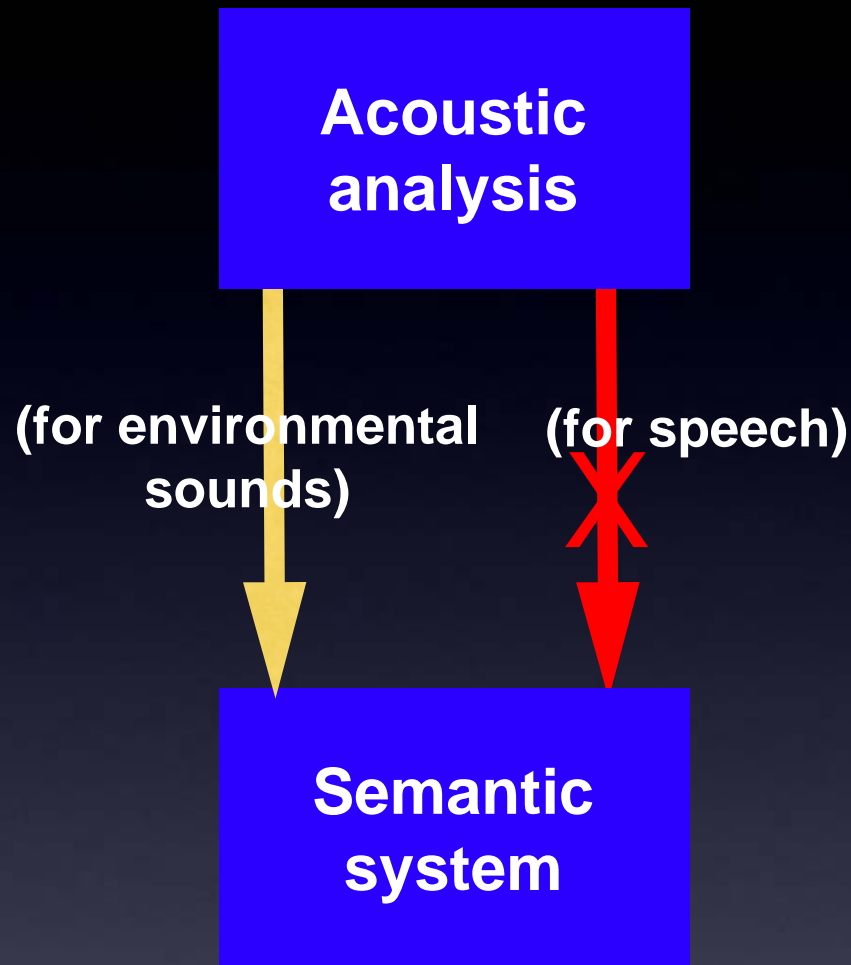 Acoustic
analysis
(for environmental
sounds)
(for speech)
X
Semantic
system